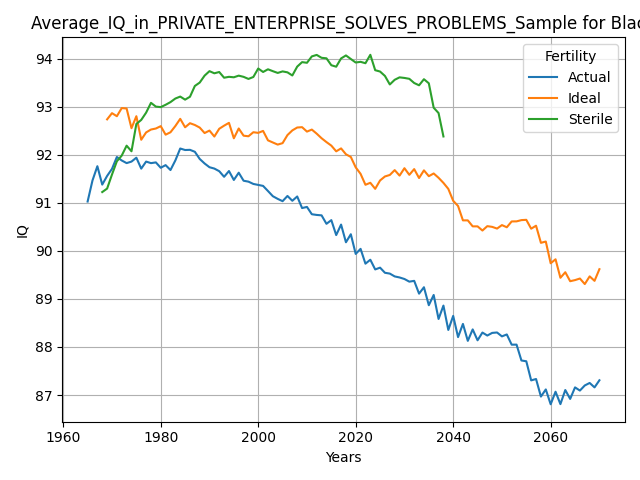 Average_IQ_in_PRIVATE_ENTERPRISE_SOLVES_PROBLEMS_Sample for Blac
Fertility
Actual
Ideal
Sterile
94
93
92
91
90
89
88
87
IQ
1960
1980
2000
2020
2040
2060
Years